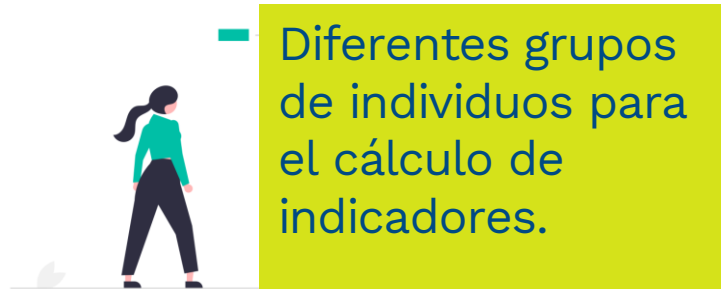 Diferentes grupos
de individuos para
el cálculo de
indicadores.